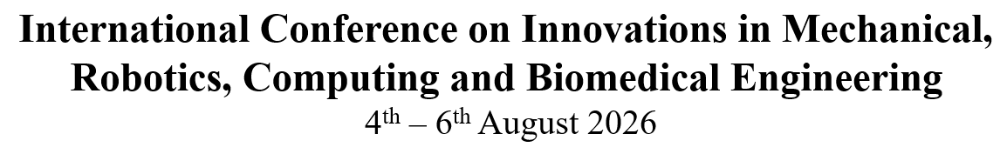 International Conference on Innovations in Mechanical,
Robotics, Computing and Biomedical Engineering
4th – 6th August 2026